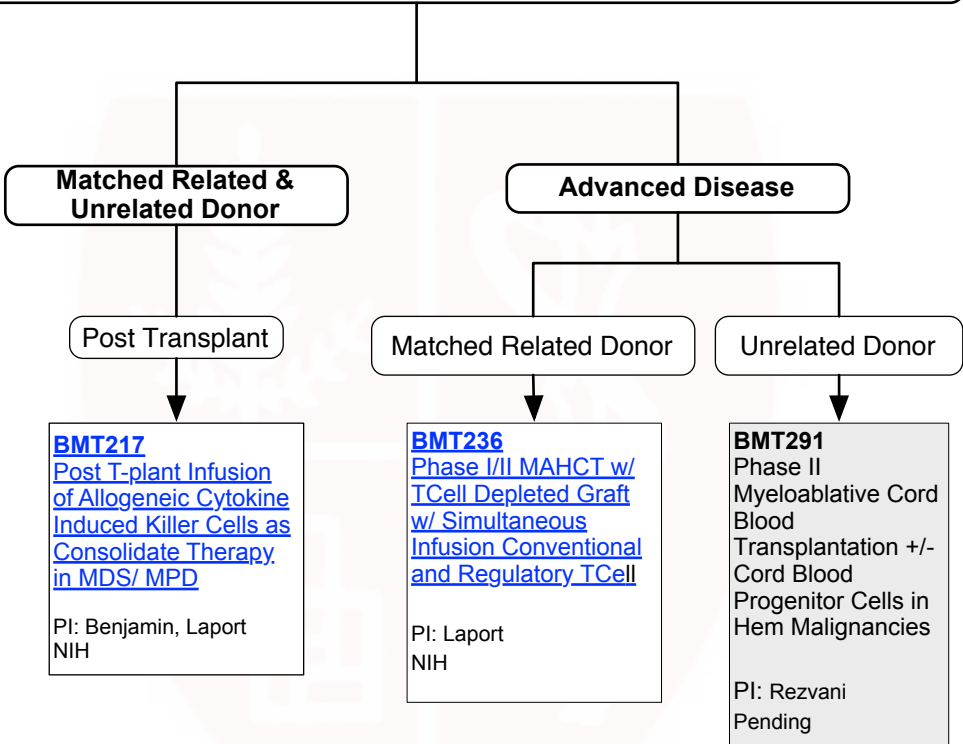 Matched Related &
Unrelated Donor
Advanced Disease
Post Transplant
Matched Related Donor
Unrelated Donor
BMT217
Post T-plant Infusion
of Allogeneic Cytokine
Induced Killer Cells as
Consolidate Therapy
in MDS/ MPD
PI: Benjamin, Laport
NIH
BMT236
Phase I/II MAHCT w/
TCell Depleted Graft
w/ Simultaneous
Infusion Conventional
and Regulatory TCell
PI: Laport
NIH
BMT291
Phase II
Myeloablative Cord
Blood
Transplantation +/-
Cord Blood
Progenitor Cells in
Hem Malignancies
PI: Rezvani
Pending